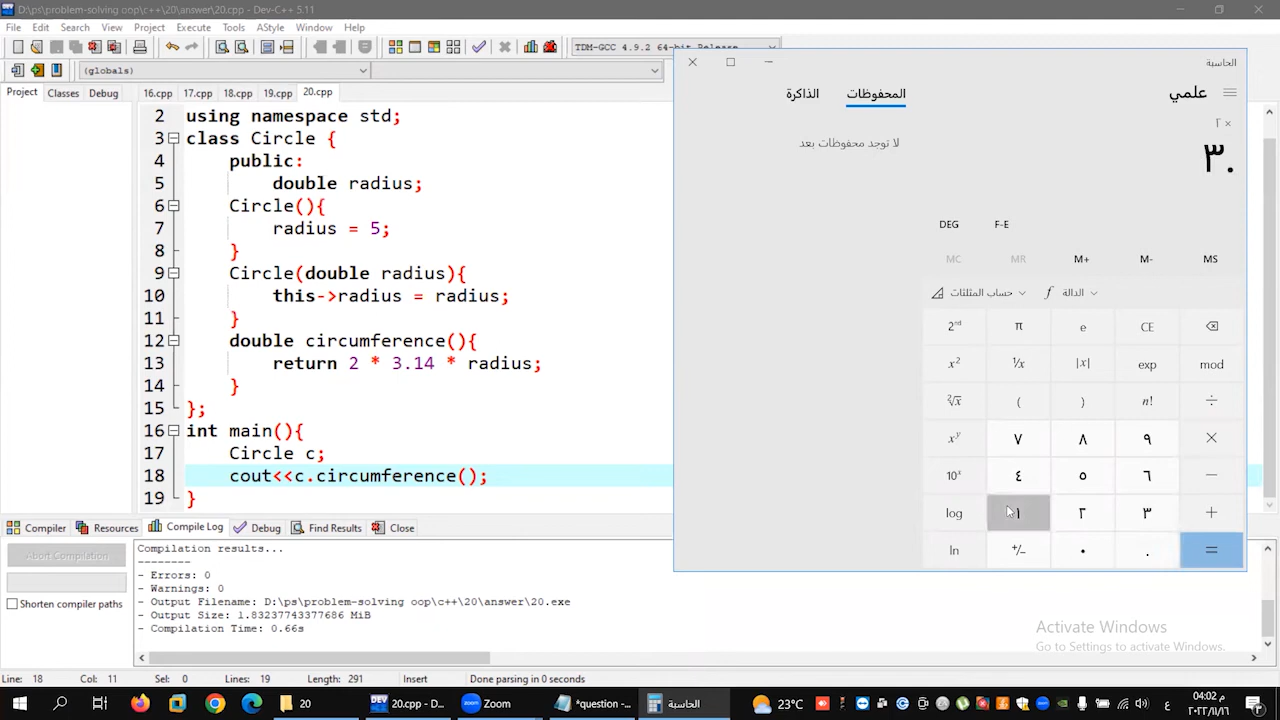 D:\ps\problem-solving oop\c++\20\answer\20.cpp - Dev-C++ 5.11
File Edit Search View Project Execute Tools AStyle Window Help
TDM-GCC 4.9.2 64-bit Release
(globals)
Project Classes Debug
16.cpp 17.cpp 18.cpp 19.cpp 20.cpp
2 using namespace std;
3 class Circle {
4 public:
5 double radius;
6 Circle(){
7 radius = 5;
8 }
9 Circle(double radius){
10 this->radius = radius;
11 }
12 double circumference(){
13 return 2 * 3.14 * radius;
14 }
15 };
16 int main(){
17 Circle c;
18 cout<<c.circumference();
19 }
الحاسبة
علمي
المحفوظات الذاكرة
لا توجد محفوظات بعد
٢ ×
٣.
DEG F-E
MC MR M+ M- MS
حساب المثلثات الدالة
2nd π e CE
x² ¹/x |x| exp mod
²√x ( ) n! ÷
xʸ ٧ ٨ ٩ ×
10ˣ ٤ ٥ ٦ −
log ١ ٢ ٣ +
ln +/− ٠ . =
Compiler Resources Compile Log Debug Find Results Close
Abort Compilation
Shorten compiler paths
Compilation results...
--------
- Errors: 0
- Warnings: 0
- Output Filename: D:\ps\problem-solving oop\c++\20\answer\20.exe
- Output Size: 1.83237743377686 MiB
- Compilation Time: 0.66s
Activate Windows
Go to Settings to activate Windows.
Line: 18 Col: 11 Sel: 0 Lines: 19 Length: 291 Insert Done parsing in 0 seconds
20 20.cpp - D... Zoom *question -... الحاسبة 23°C ع ٠٤:٠٢ م